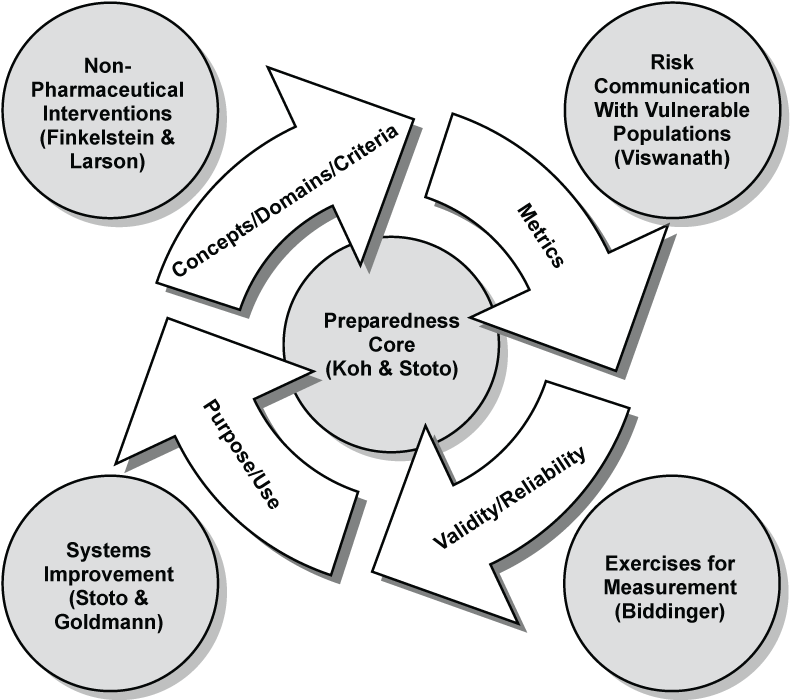 Non-
Pharmaceutical
Interventions
(Finkelstein &
Larson)
Risk
Communication
With Vulnerable
Populations
(Viswanath)
Concepts/Domains/Criteria
Metrics
Preparedness
Core
(Koh & Stoto)
Purpose/Use
Validity/Reliability
Systems
Improvement
(Stoto &
Goldmann)
Exercises for
Measurement
(Biddinger)